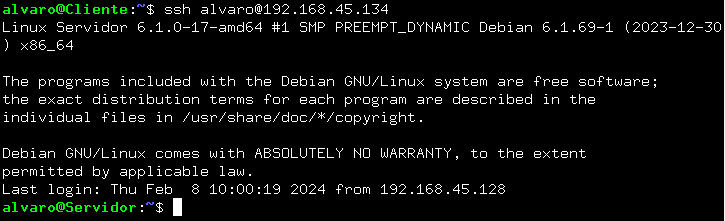 alvaro@Cliente:~$ ssh alvaro@192.168.45.134
Linux Servidor 6.1.0-17-amd64 #1 SMP PREEMPT_DYNAMIC Debian 6.1.69-1 (2023-12-30
) x86_64

The programs included with the Debian GNU/Linux system are free software;
the exact distribution terms for each program are described in the
individual files in /usr/share/doc/*/copyright.

Debian GNU/Linux comes with ABSOLUTELY NO WARRANTY, to the extent
permitted by applicable law.
Last login: Thu Feb  8 10:00:19 2024 from 192.168.45.128
alvaro@Servidor:~$